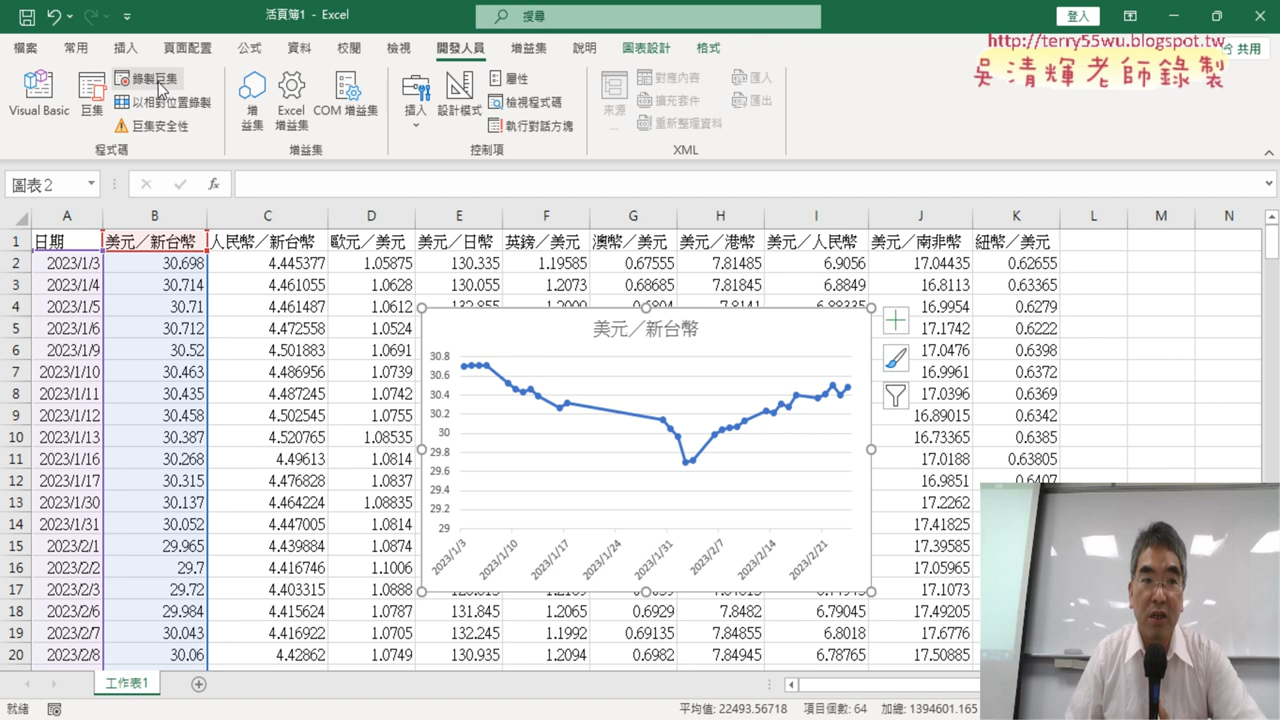 活頁簿1 - Excel
搜尋
登入
檔案 常用 插入 頁面配置 公式 資料 校閱 檢視 開發人員 增益集 說明 圖表設計 格式
共用
http://terry55wu.blogspot.tw
吳清輝老師錄製
Visual Basic
巨集
錄製巨集
以相對位置錄製
巨集安全性
程式碼
增益集
Excel 增益集
COM 增益集
增益集
插入
設計模式
屬性
檢視程式碼
執行對話方塊
控制項
來源
...
對應內容
擴充套件
重新整理資料
匯入
匯出
XML
圖表2
fx
A B C D E F G H I J K L M N
1 日期 美元／新台幣 人民幣／新台幣 歐元／美元 美元／日幣 英鎊／美元 澳幣／美元 美元／港幣 美元／人民幣 美元／南非幣 紐幣／美元
2 2023/1/3 30.698 4.445377 1.05875 130.335 1.19585 0.67555 7.81485 6.9056 17.04435 0.62655
3 2023/1/4 30.714 4.461055 1.0628 130.055 1.2073 0.68685 7.81845 6.8849 16.8113 0.63365
4 2023/1/5 30.71 4.461487 1.0612 132.855 1.2009 0.6804 7.8141 6.88335 16.9954 0.6279
5 2023/1/6 30.712 4.472558 1.0524 17.1742 0.6222
6 2023/1/9 30.52 4.501883 1.0691 17.0476 0.6398
7 2023/1/10 30.463 4.486956 1.0739 16.9961 0.6372
8 2023/1/11 30.435 4.487245 1.0742 17.0396 0.6369
9 2023/1/12 30.458 4.502545 1.0755 16.89015 0.6342
10 2023/1/13 30.387 4.520765 1.08535 16.73365 0.6385
11 2023/1/16 30.268 4.49613 1.0814 17.0188 0.63805
12 2023/1/17 30.315 4.476828 1.0837 16.9851 0.6407
13 2023/1/30 30.137 4.464224 1.08835 17.2262
14 2023/1/31 30.052 4.447005 1.0814 17.41825
15 2023/2/1 29.965 4.439884 1.0874 17.39585
16 2023/2/2 29.7 4.416746 1.1006 17.05965
17 2023/2/3 29.72 4.403315 1.0888 17.1073
18 2023/2/6 29.984 4.415624 1.0787 131.845 1.2065 0.6929 7.8482 6.79045 17.49205
19 2023/2/7 30.043 4.416922 1.0705 132.245 1.1992 0.69135 7.84855 6.8018 17.6776
20 2023/2/8 30.06 4.42862 1.0749 130.935 1.2094 0.6982 7.84945 6.78765 17.50885
美元／新台幣
30.8
30.6
30.4
30.2
30
29.8
29.6
29.4
29.2
29
2023/1/3 2023/1/10 2023/1/17 2023/1/24 2023/1/31 2023/2/7 2023/2/14 2023/2/21
工作表1
就緒
平均值: 22493.56718 項目個數: 64 加總: 1394601.165